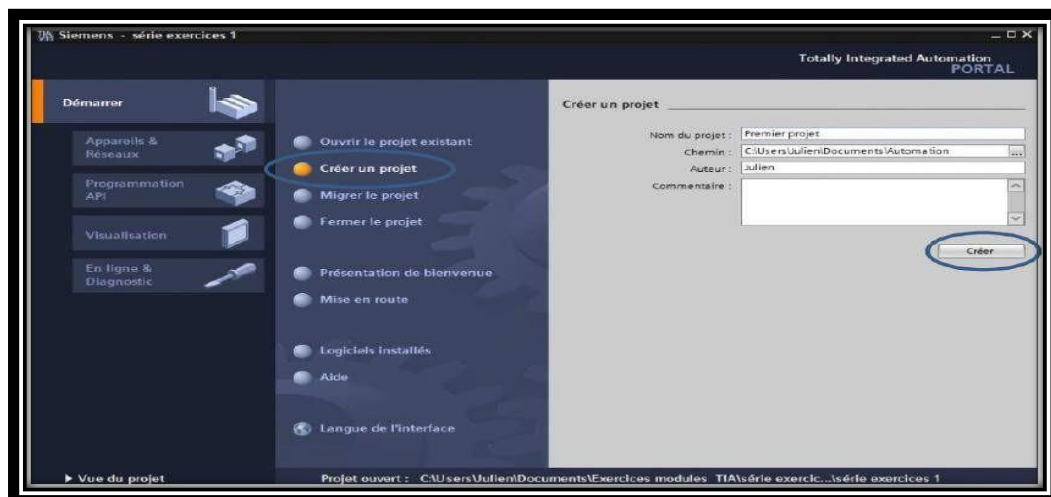 Siemens - série exercices 1
Totally Integrated Automation
PORTAL
Démarrer
Appareils &
Réseaux
Programmation
API
Visualisation
En ligne &
Diagnostic
Ouvrir le projet existant
Créer un projet
Migrer le projet
Fermer le projet
Présentation de bienvenue
Mise en route
Logiciels installés
Aide
Langue de l'interface
Créer un projet
Nom du projet : Premier projet
Chemin : C:\Users\Julien\Documents\Automation ...
Auteur : Julien
Commentaire :
Créer
Vue du projet
Projet ouvert : C:\Users\Julien\Documents\Exercices modules TIA\série exercic...\série exercices 1